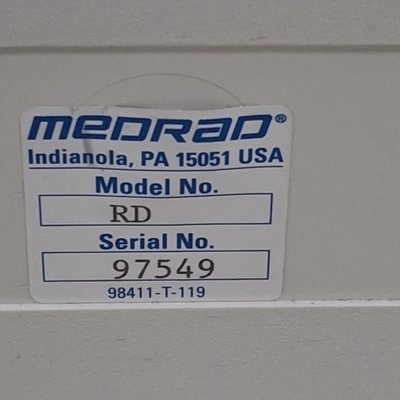 MEDRAD®
Indianola, PA 15051 USA
Model No.
RD
Serial No.
97549
98411-T-119